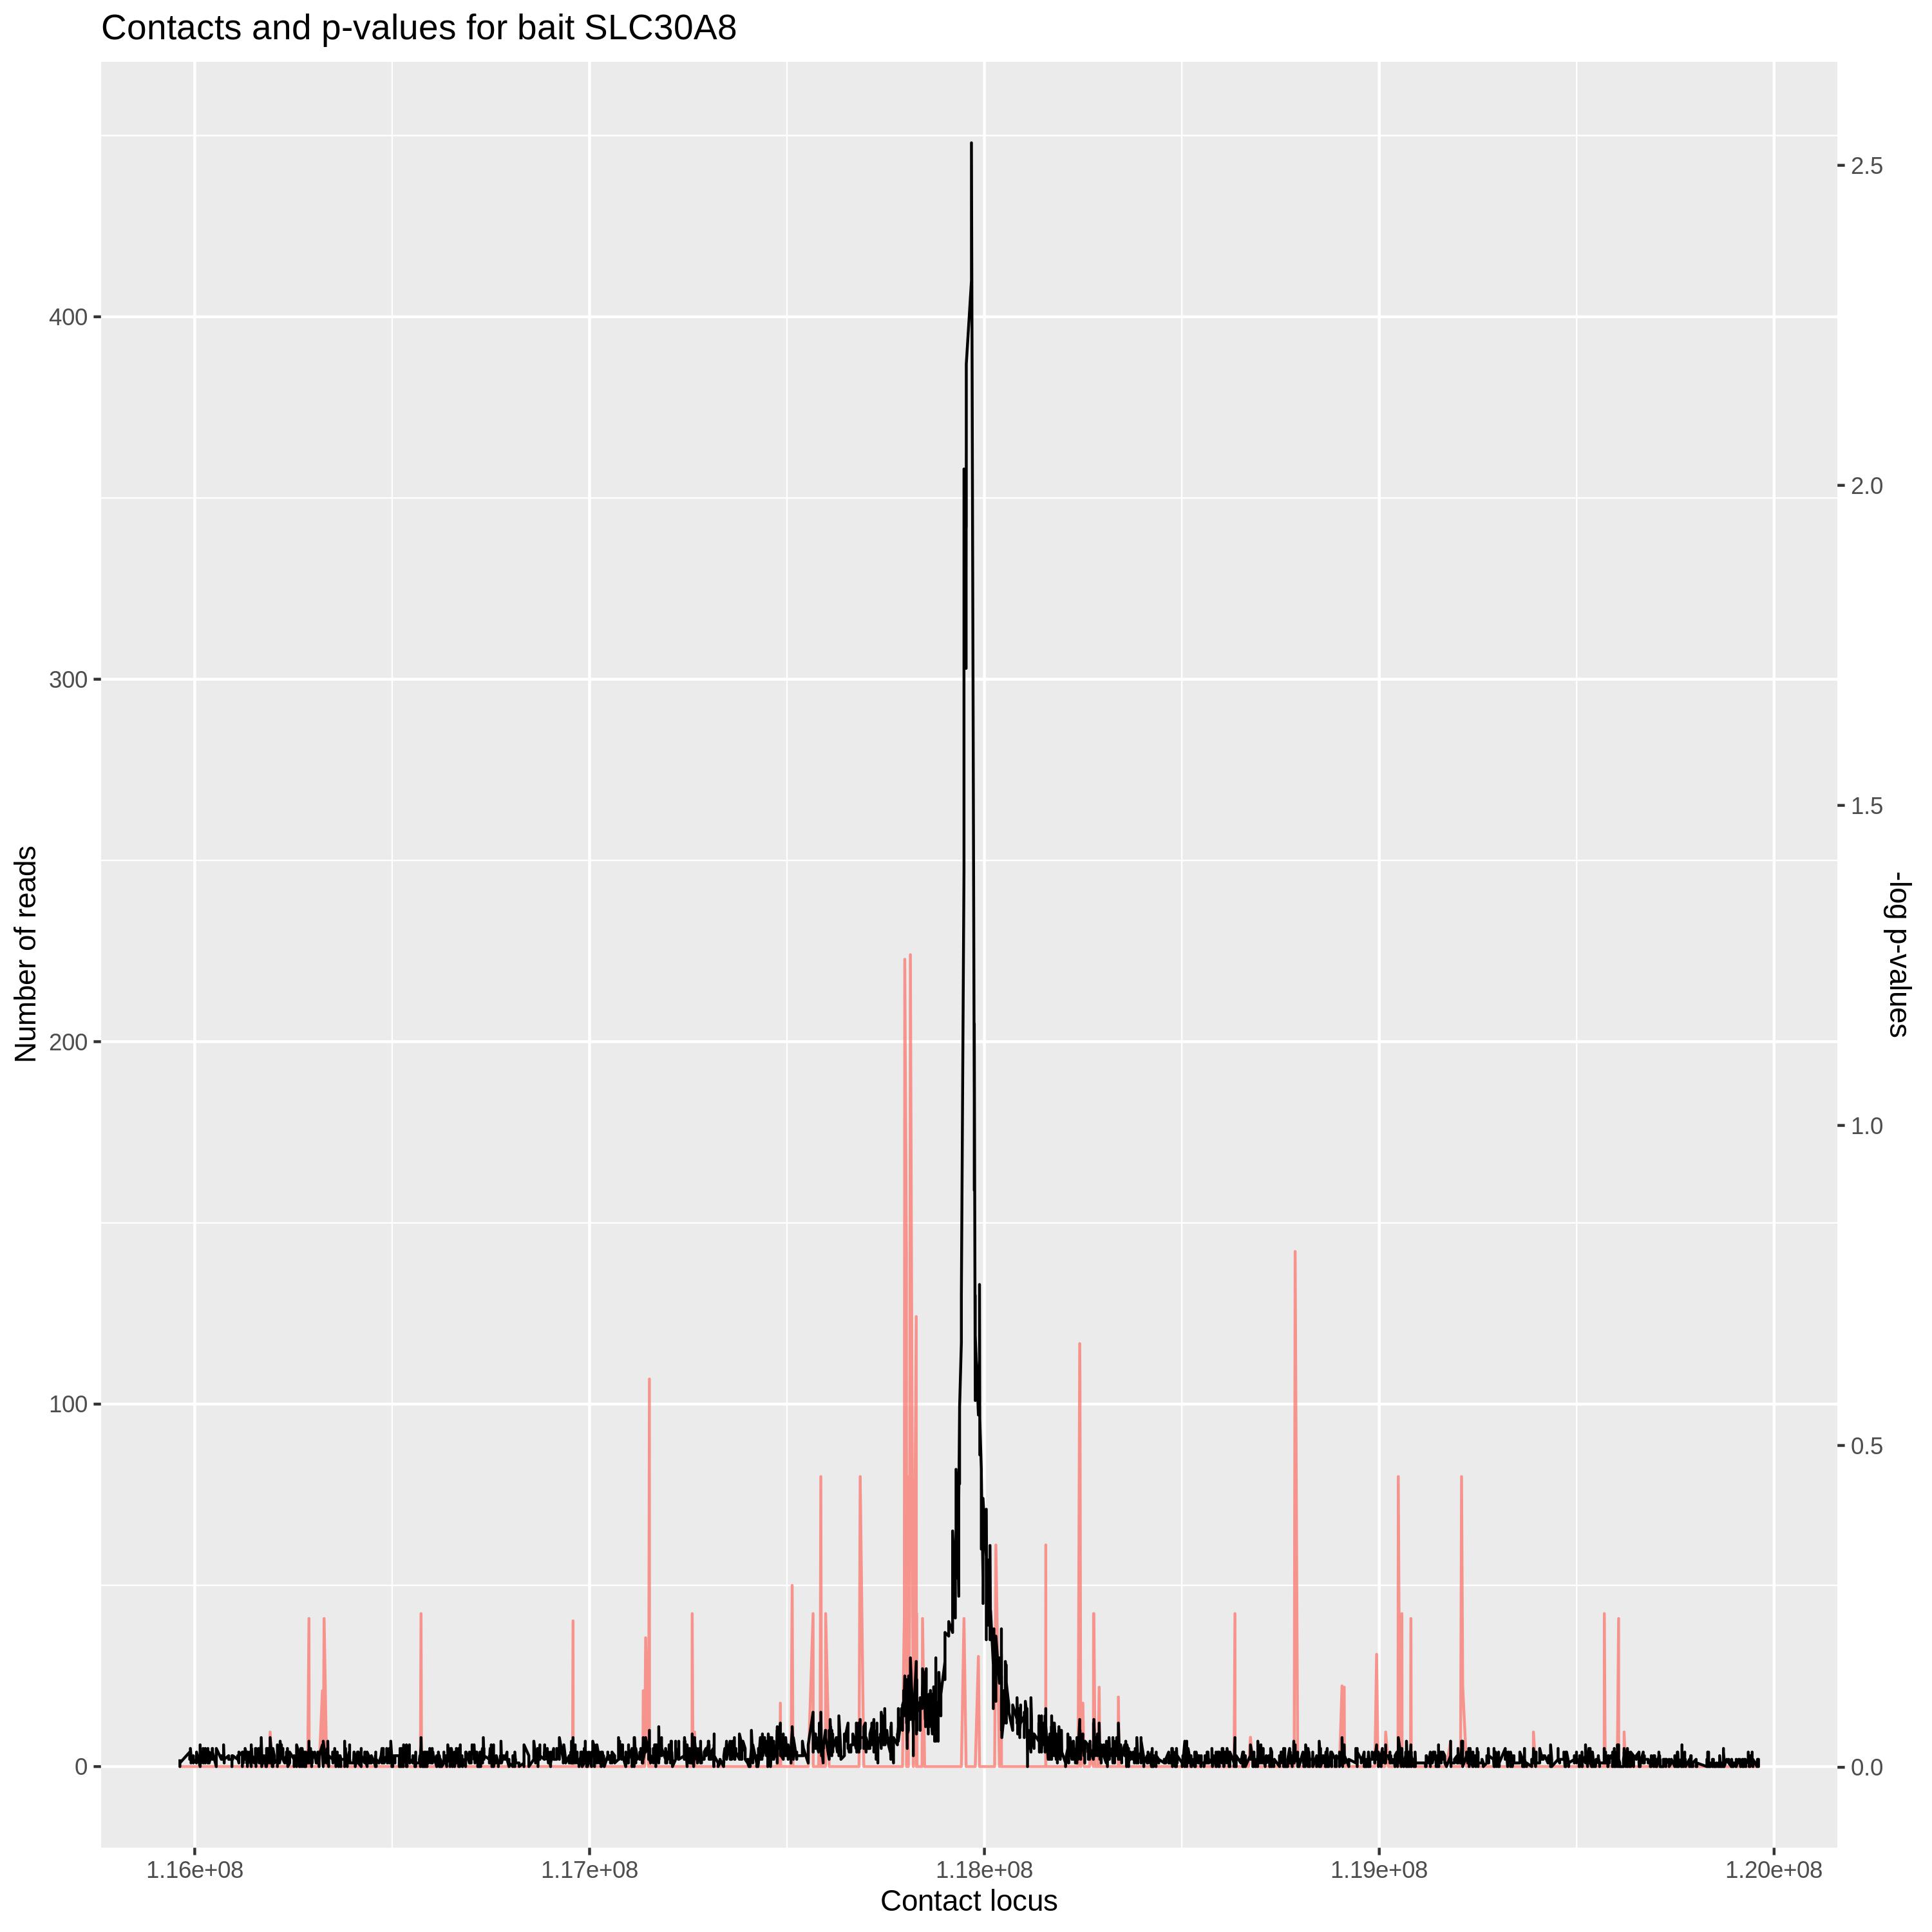 Contacts and p-values for bait SLC30A8
Number of reads
400
300
200
100
0
2.5
2.0
1.5
1.0
0.5
0.0
-log p-values
1.16e+08
1.17e+08
1.18e+08
1.19e+08
1.20e+08
Contact locus